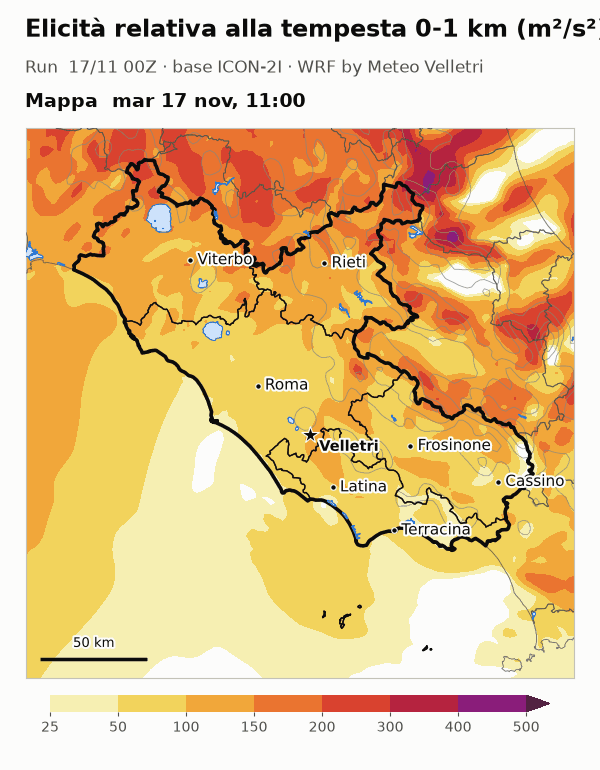 Elicità relativa alla tempesta 0-1 km (m²/s²)
Run  17/11 00Z · base ICON-2I · WRF by Meteo Velletri
Mappa  mar 17 nov, 11:00
Viterbo
Rieti
Roma
Velletri
Frosinone
Cassino
Latina
Terracina
50 km
25 50 100 150 200 300 400 500